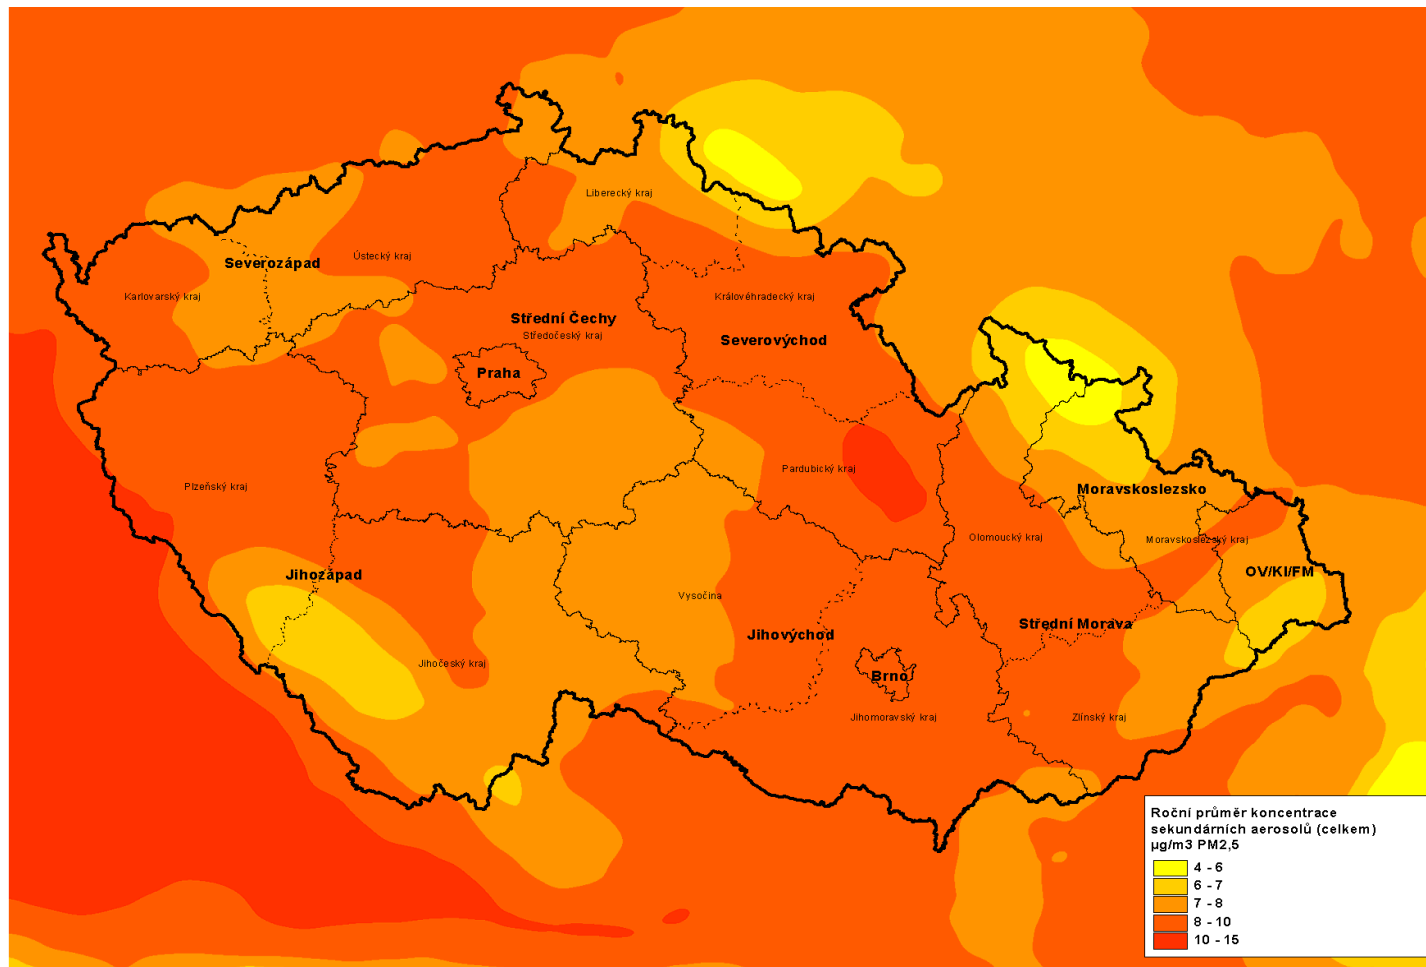 Liberecký kraj
Ústecký kraj
Severozápad
Karlovarský kraj
Královéhradecký kraj
Střední Čechy
Středočeský kraj
Severovýchod
Praha
Pardubický kraj
Plzeňský kraj
Moravskoslezsko
Olomoucký kraj
Moravskoslezský kraj
Jihozápad
OV/KI/FM
Vysočina
Střední Morava
Jihovýchod
Jihočeský kraj
Brno
Jihomoravský kraj
Zlínský kraj
Roční průměr koncentrace
sekundárních aerosolů (celkem)
µg/m3 PM2,5
4 - 6
6 - 7
7 - 8
8 - 10
10 - 15